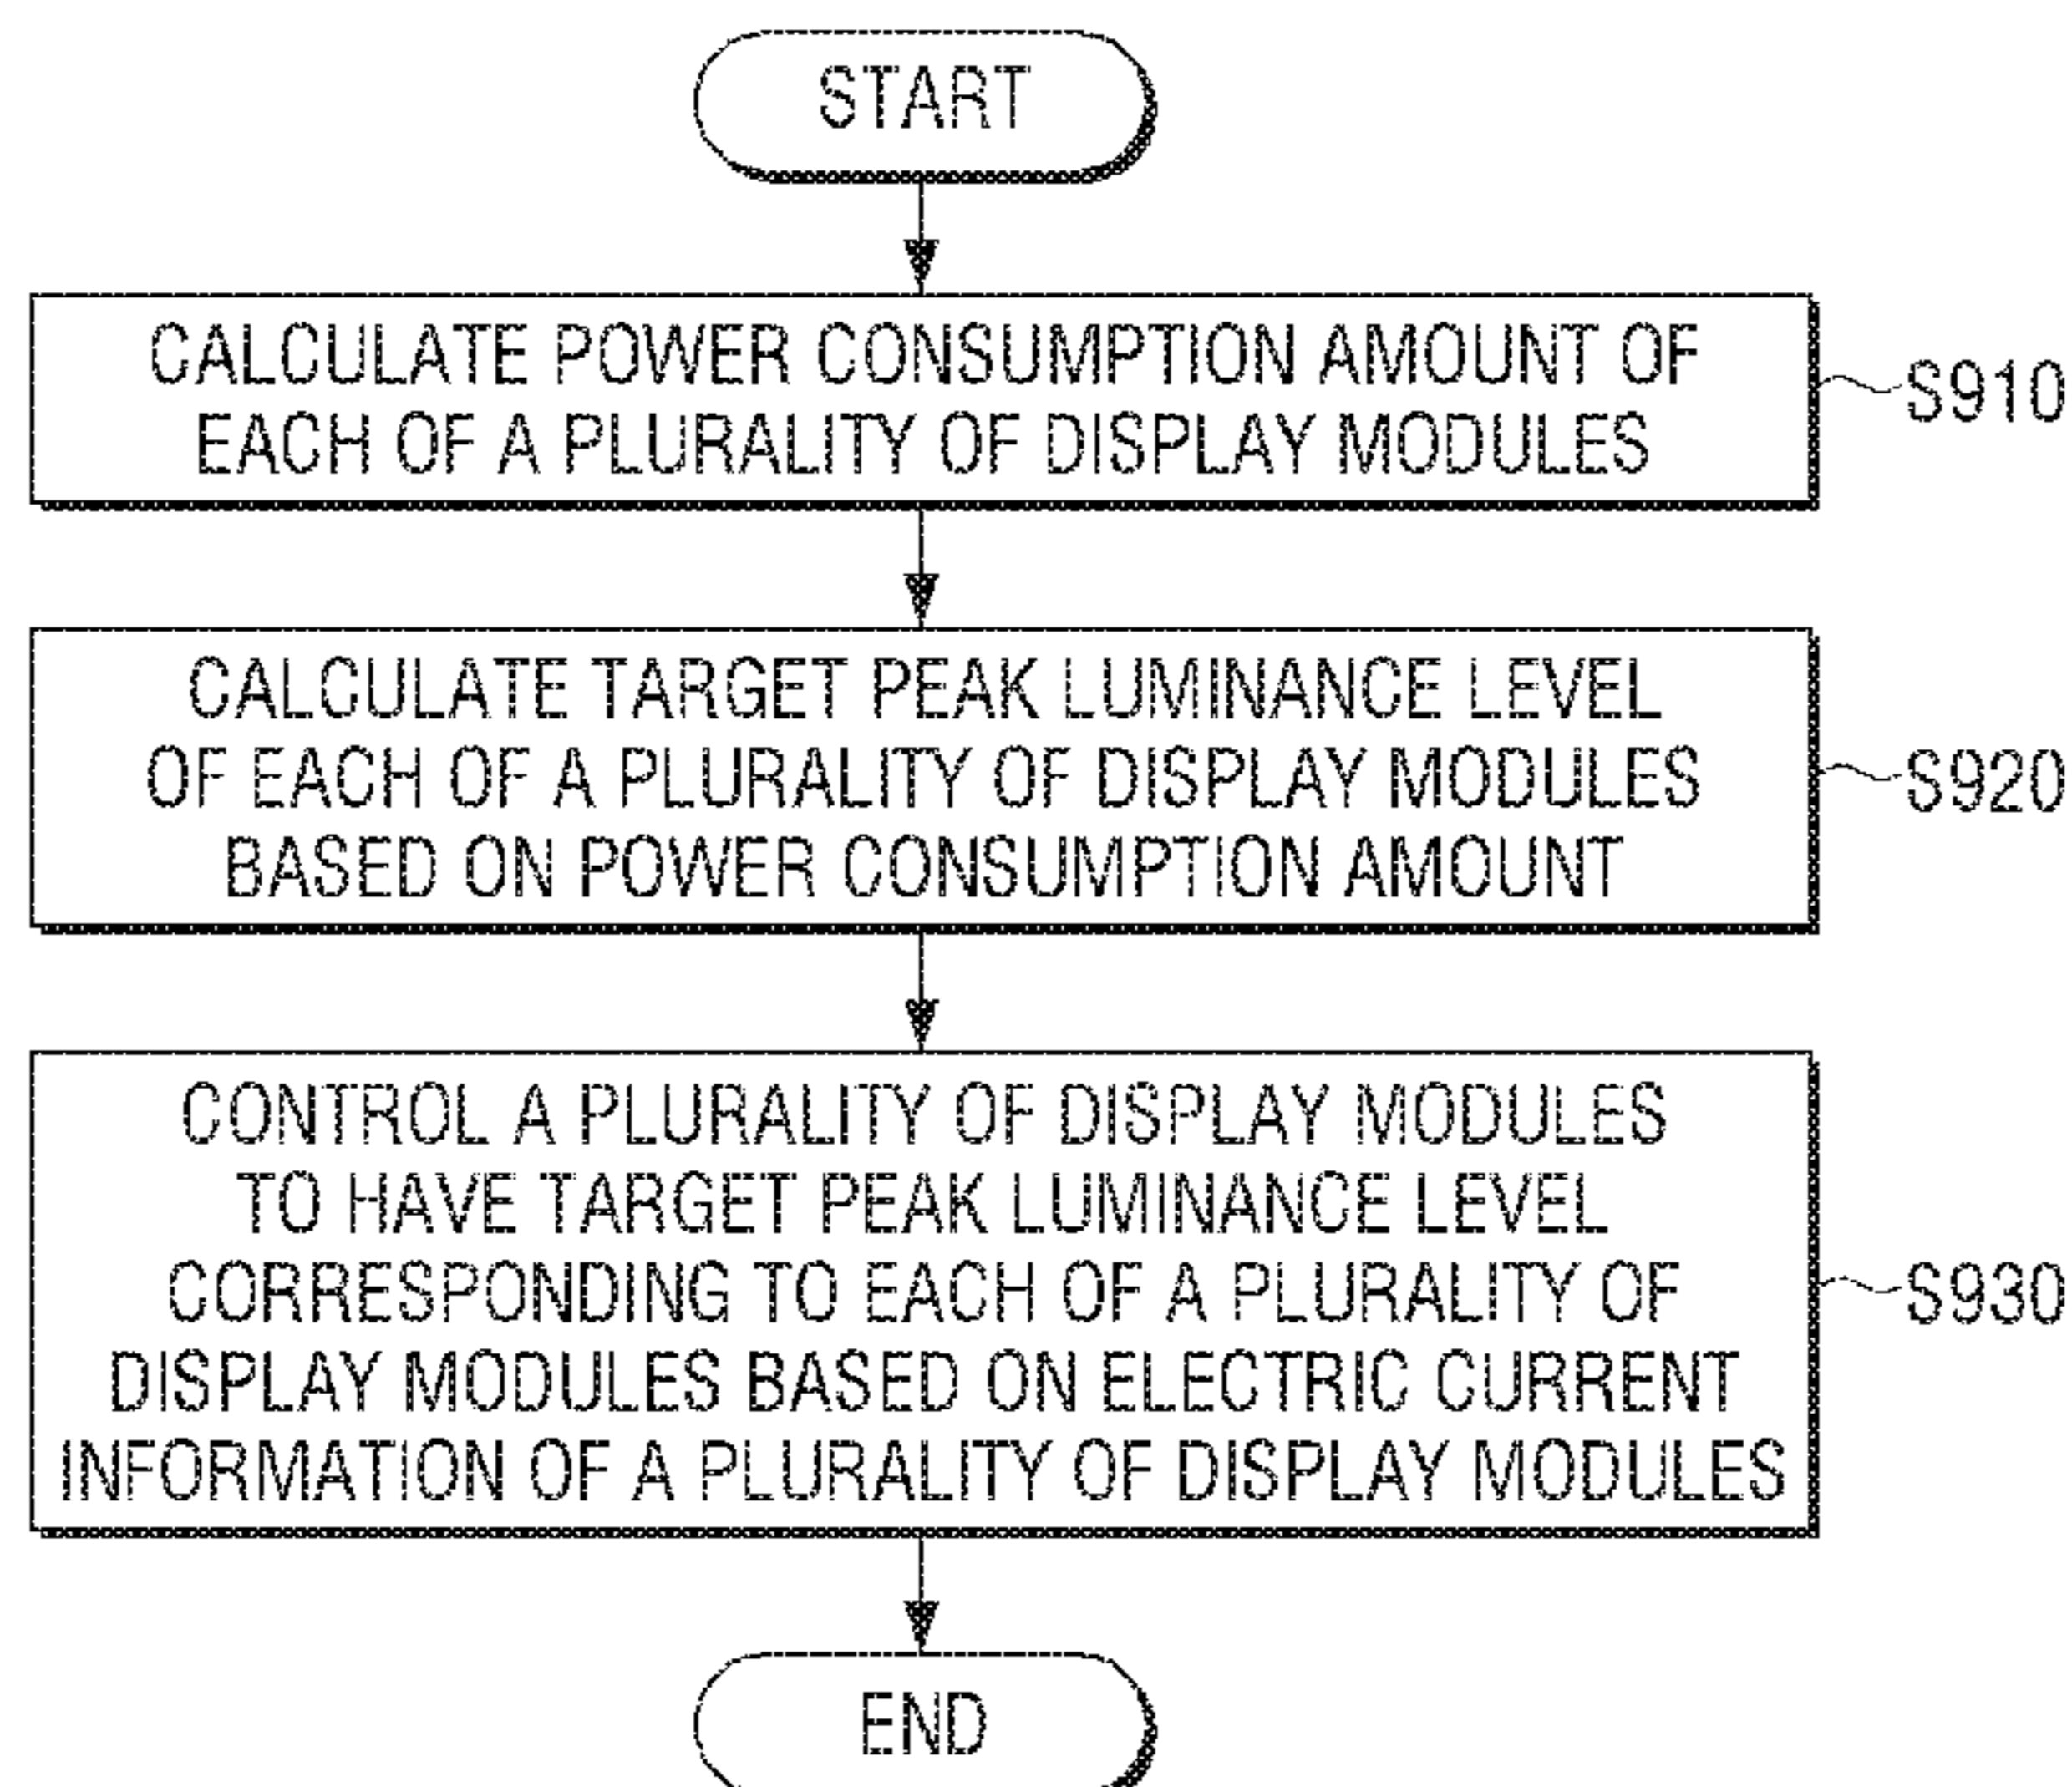 START
CALCULATE POWER CONSUMPTION AMOUNT OF
EACH OF A PLURALITY OF DISPLAY MODULES
S910
CALCULATE TARGET PEAK LUMINANCE LEVEL
OF EACH OF A PLURALITY OF DISPLAY MODULES
BASED ON POWER CONSUMPTION AMOUNT
S920
CONTROL A PLURALITY OF DISPLAY MODULES
TO HAVE TARGET PEAK LUMINANCE LEVEL
CORRESPONDING TO EACH OF A PLURALITY OF
DISPLAY MODULES BASED ON ELECTRIC CURRENT
INFORMATION OF A PLURALITY OF DISPLAY MODULES
S930
END